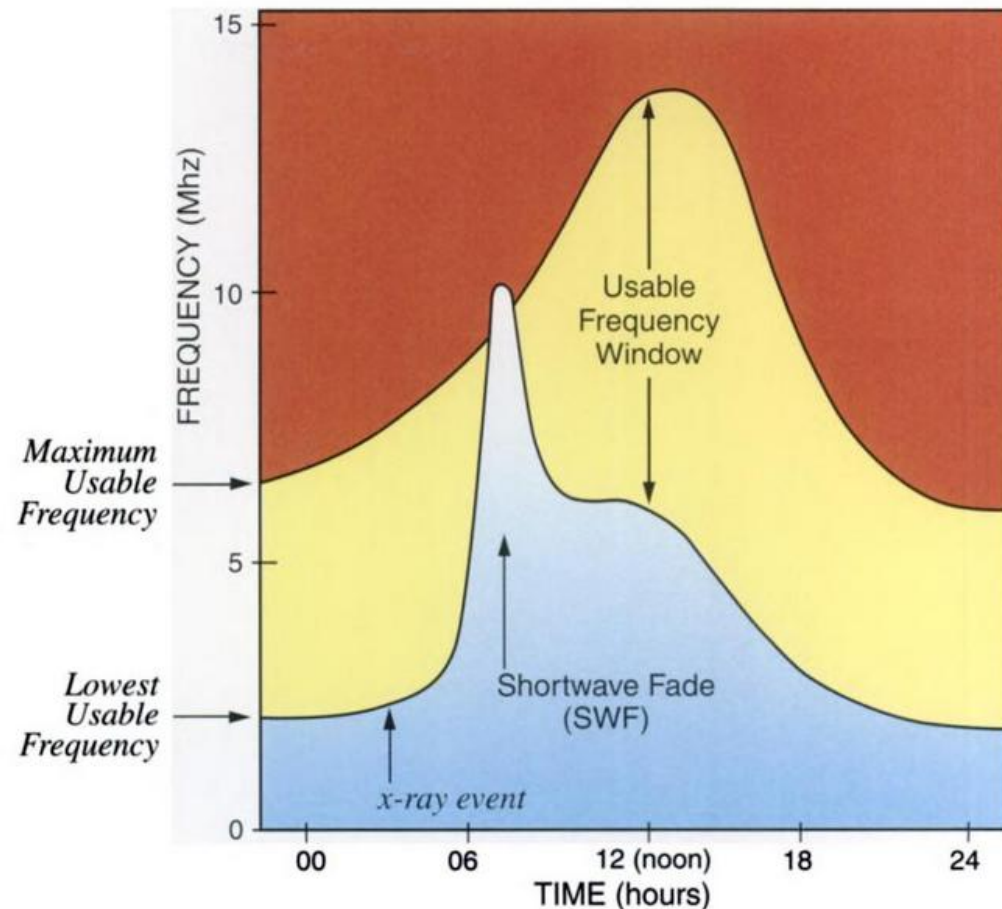 15
10
5
0
FREQUENCY (Mhz)
Maximum
Usable
Frequency
Lowest
Usable
Frequency
Usable
Frequency
Window
Shortwave Fade
(SWF)
x-ray event
00
06
12 (noon)
18
24
TIME (hours)